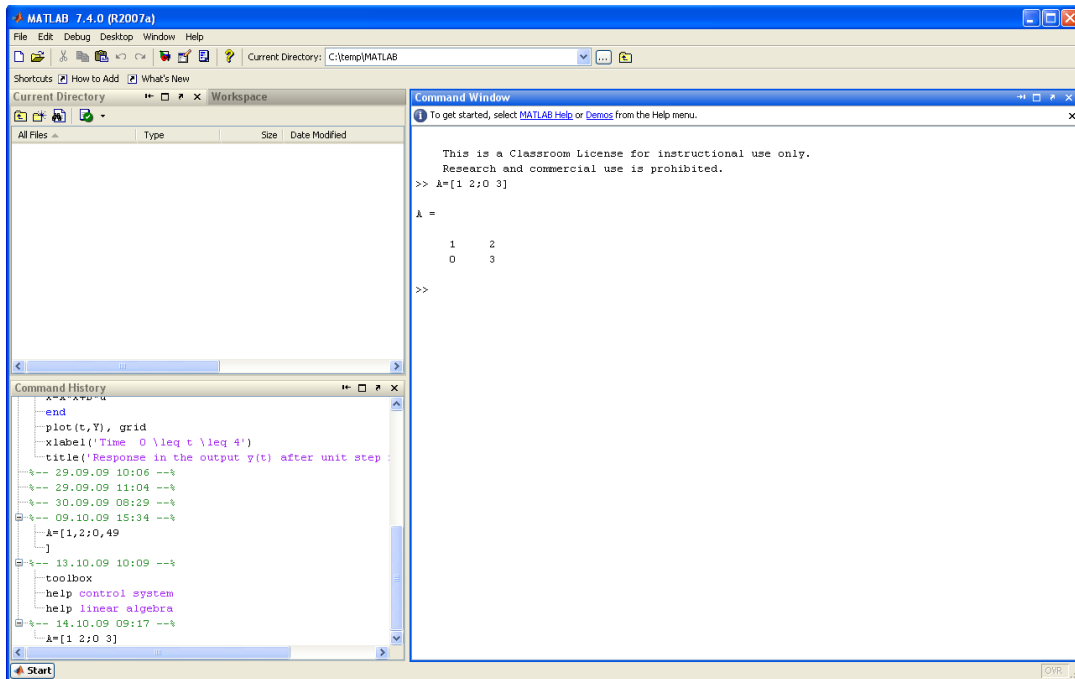 MATLAB 7.4.0 (R2007a)
File Edit Debug Desktop Window Help
Current Directory: C:\temp\MATLAB
Shortcuts How to Add What's New
Current Directory Workspace
All Files Type Size Date Modified
Command History
x=A*x+B*u
end
plot(t,Y), grid
xlabel('Time 0 \leq t \leq 4')
title('Response in the output y(t) after unit step
%-- 29.09.09 10:06 --%
%-- 29.09.09 11:04 --%
%-- 30.09.09 08:29 --%
%-- 09.10.09 15:34 --%
A=[1,2;0,49
]
%-- 13.10.09 10:09 --%
toolbox
help control system
help linear algebra
%-- 14.10.09 09:17 --%
A=[1 2;0 3]
Command Window
To get started, select MATLAB Help or Demos from the Help menu.
This is a Classroom License for instructional use only.
Research and commercial use is prohibited.
>> A=[1 2;0 3]
A =
1 2
0 3
>>
Start
OVR